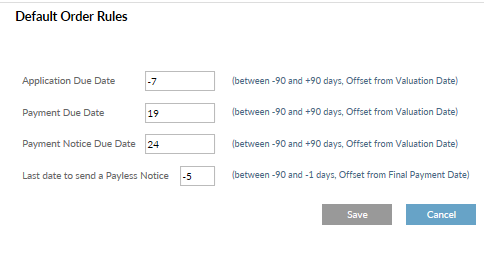 Default Order Rules
Application Due Date -7 (between -90 and +90 days, Offset from Valuation Date)
Payment Due Date 19 (between -90 and +90 days, Offset from Valuation Date)
Payment Notice Due Date 24 (between -90 and +90 days, Offset from Valuation Date)
Last date to send a Payless Notice -5 (between -90 and -1 days, Offset from Final Payment Date)
Save Cancel